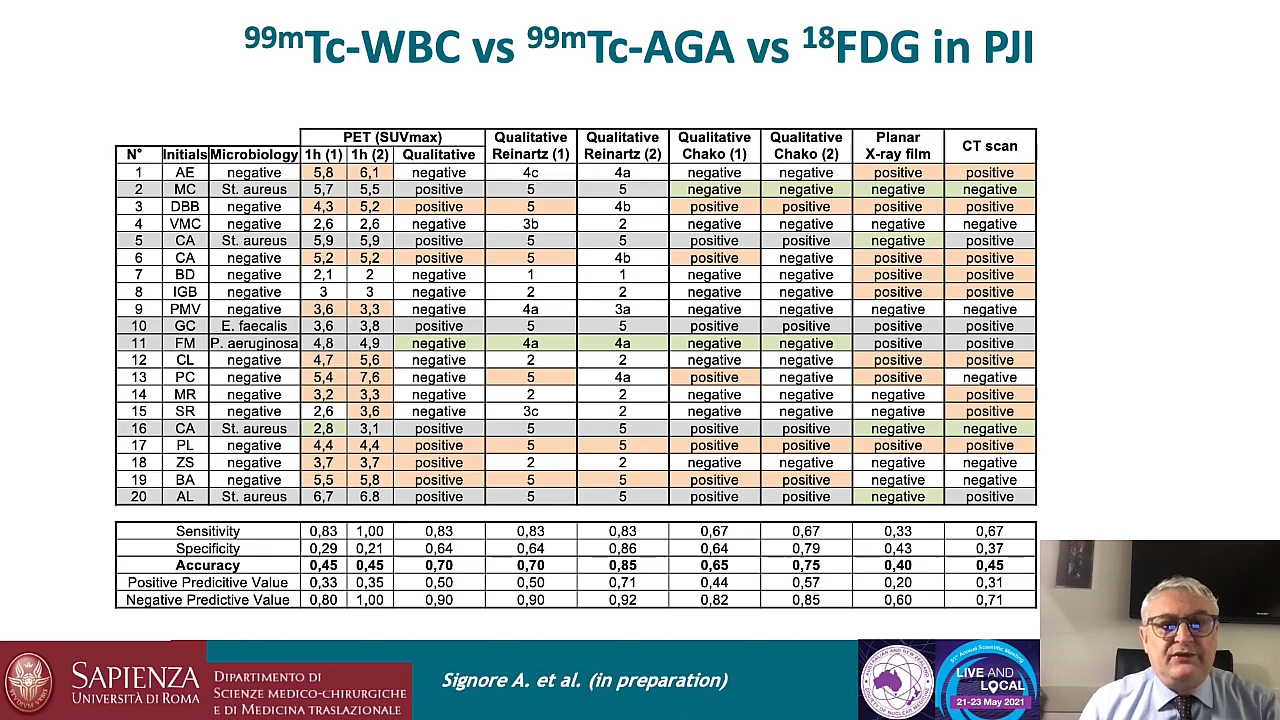 99mTc-WBC vs 99mTc-AGA vs 18FDG in PJI
PET (SUVmax) Qualitative Qualitative Qualitative Qualitative Planar CT scan
N° Initials Microbiology 1h (1) 1h (2) Qualitative Reinartz (1) Reinartz (2) Chako (1) Chako (2) X-ray film
1 AE negative 5,8 6,1 negative 4c 4a negative negative positive positive
2 MC St. aureus 5,7 5,5 positive 5 5 negative negative negative negative
3 DBB negative 4,3 5,2 positive 5 4b positive positive positive positive
4 VMC negative 2,6 2,6 negative 3b 2 negative negative negative negative
5 CA St. aureus 5,9 5,9 positive 5 5 positive positive negative positive
6 CA negative 5,2 5,2 positive 5 4b positive negative positive positive
7 BD negative 2,1 2 negative 1 1 negative negative positive positive
8 IGB negative 3 3 negative 2 2 negative negative positive positive
9 PMV negative 3,6 3,3 negative 4a 3a negative negative negative negative
10 GC E. faecalis 3,6 3,8 positive 5 5 positive positive positive positive
11 FM P. aeruginosa 4,8 4,9 negative 4a 4a negative negative positive positive
12 CL negative 4,7 5,6 negative 2 2 negative negative positive positive
13 PC negative 5,4 7,6 negative 5 4a positive negative positive negative
14 MR negative 3,2 3,3 negative 2 2 negative negative negative positive
15 SR negative 2,6 3,6 negative 3c 2 negative negative negative positive
16 CA St. aureus 2,8 3,1 positive 5 5 positive positive negative negative
17 PL negative 4,4 4,4 positive 5 5 positive positive positive positive
18 ZS negative 3,7 3,7 positive 2 2 negative negative negative negative
19 BA negative 5,5 5,8 positive 5 5 positive positive negative negative
20 AL St. aureus 6,7 6.8 positive 5 5 positive positive negative positive
Sensitivity 0,83 1,00 0,83 0,83 0,83 0,67 0,67 0,33 0,67
Specificity 0,29 0,21 0,64 0,64 0,86 0,64 0,79 0,43 0,37
Accuracy 0,45 0,45 0,70 0,70 0,85 0,65 0,75 0,40 0,45
Positive Predicitive Value 0,33 0,35 0,50 0,50 0,71 0,44 0,57 0,20 0,31
Negative Predictive Value 0,80 1,00 0,90 0,90 0,92 0,82 0,85 0,60 0,71
SAPIENZA
UNIVERSITÀ DI ROMA
DIPARTIMENTO DI
SCIENZE MEDICO-CHIRURGICHE
E DI MEDICINA TRASLAZIONALE
Signore A. et al. (in preparation)
51st Annual Scientific Meeting
LIVE AND
LOCAL
21-23 May 2021